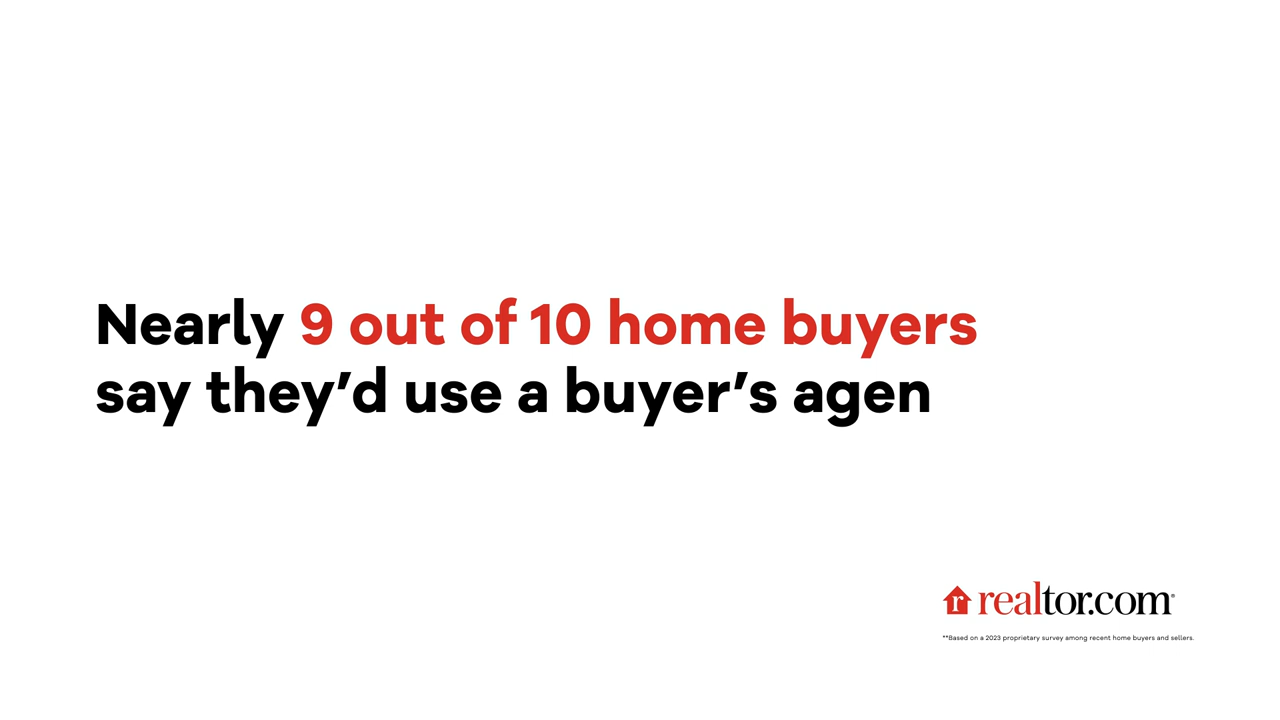 Nearly 9 out of 10 home buyers
say they’d use a buyer’s agen
r realtor.com®
**Based on a 2023 proprietary survey among recent home buyers and sellers.